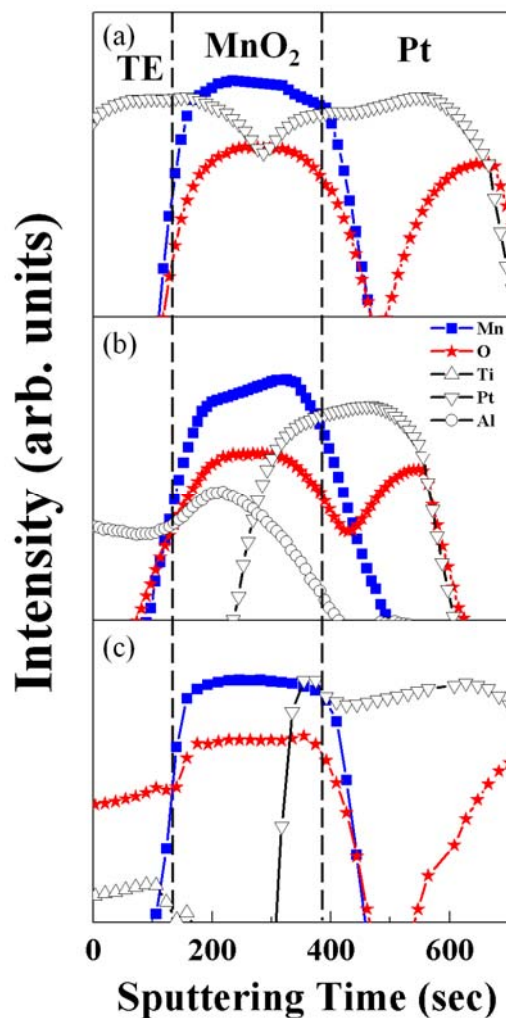 (a)
TE
MnO₂
Pt
(b)
Mn
O
Ti
Pt
Al
(c)
Intensity (arb. units)
0
200
400
600
Sputtering Time (sec)